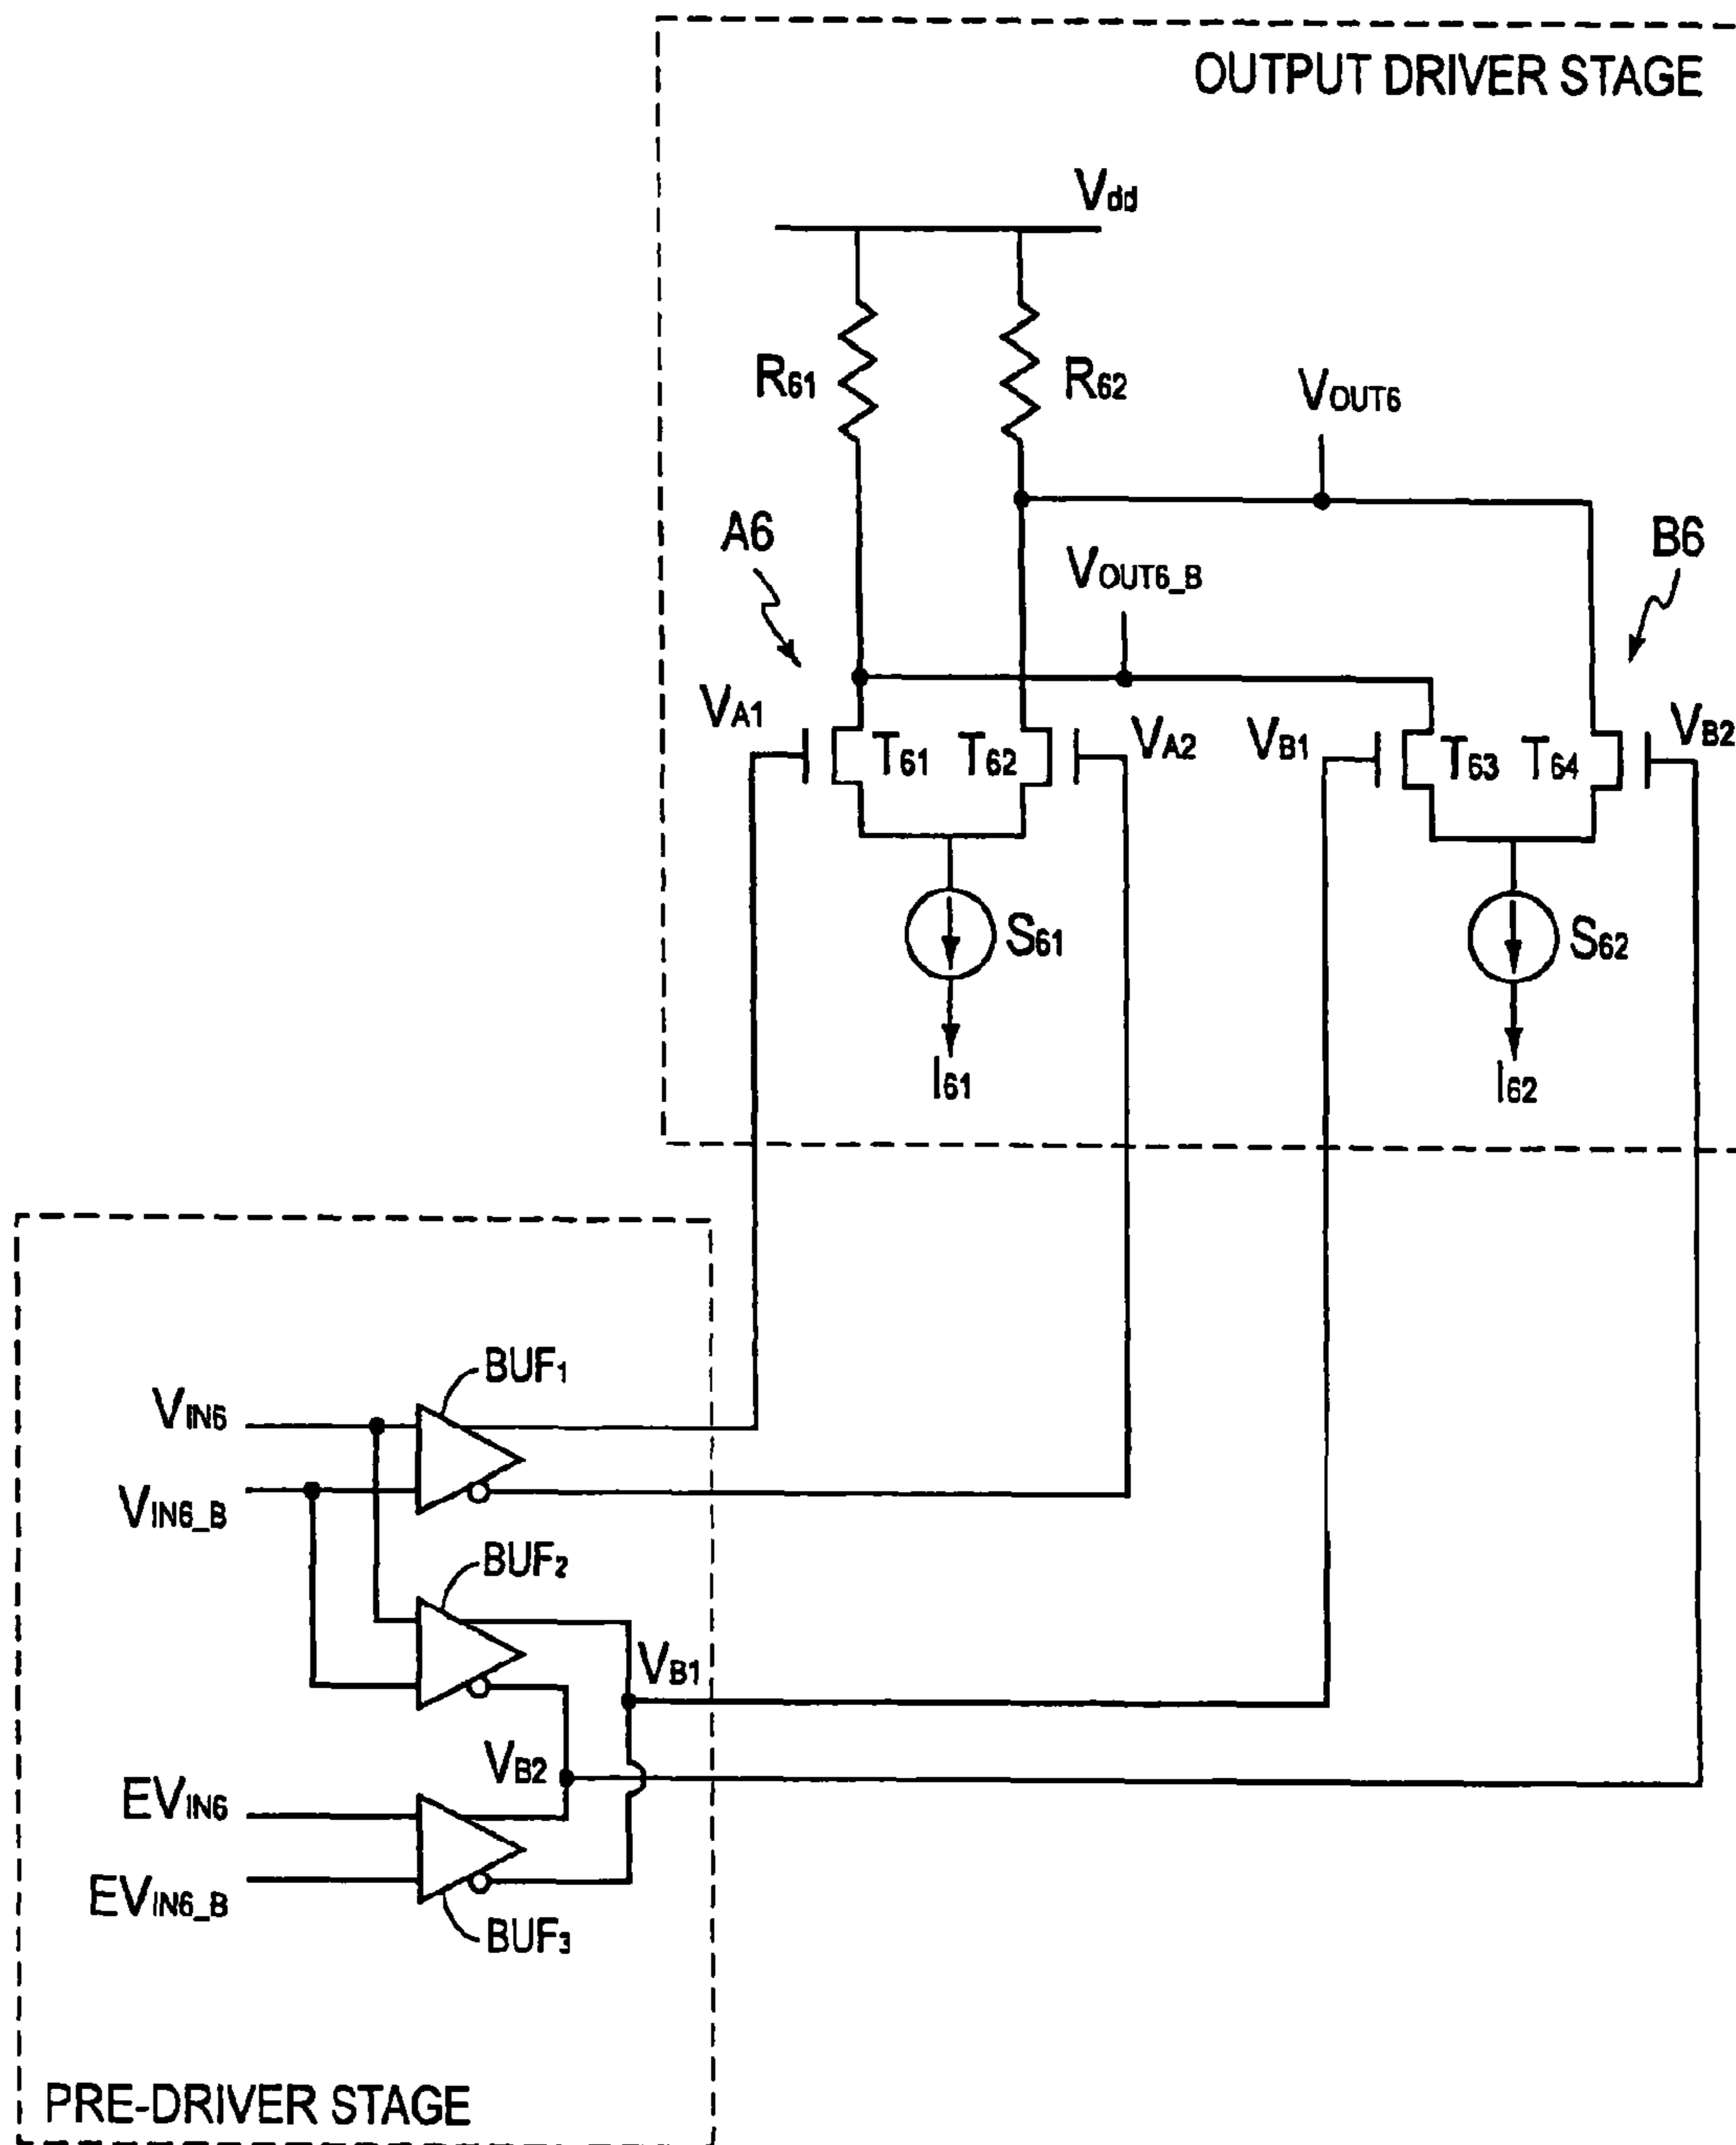 OUTPUT DRIVER STAGE
Vdd
R61
R62
VOUT6
A6
VOUT6_B
B6
VA1
T61
T62
VA2
VB1
T63
T64
VB2
S61
S62
I61
I62
BUF1
VIN6
VIN6_B
BUF2
VB1
VB2
EVIN6
EVIN6_B
BUF3
PRE-DRIVER STAGE